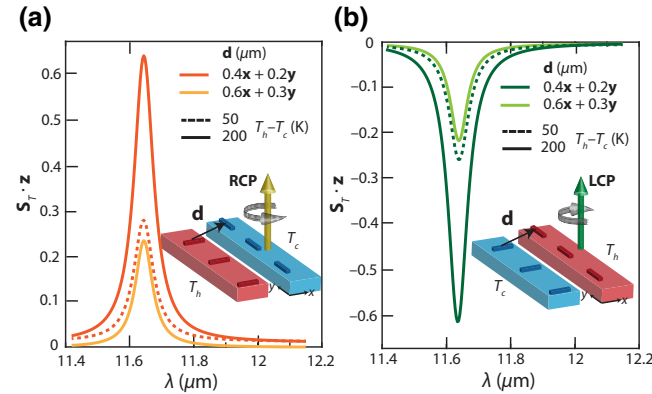 (a)
0.6
0.5
0.4
0.3
0.2
0.1
0
S_T · z
d (μm)
0.4x + 0.2y
0.6x + 0.3y
50
200
T_h−T_c (K)
RCP
d
T_c
T_h
y
x
11.4 11.6 11.8 12 12.2
λ (μm)
(b)
0
−0.1
−0.2
−0.3
−0.4
−0.5
−0.6
S_T · z
d (μm)
0.4x + 0.2y
0.6x + 0.3y
50
200
T_h−T_c (K)
LCP
d
T_h
T_c
y
x
11.4 11.6 11.8 12 12.2
λ (μm)